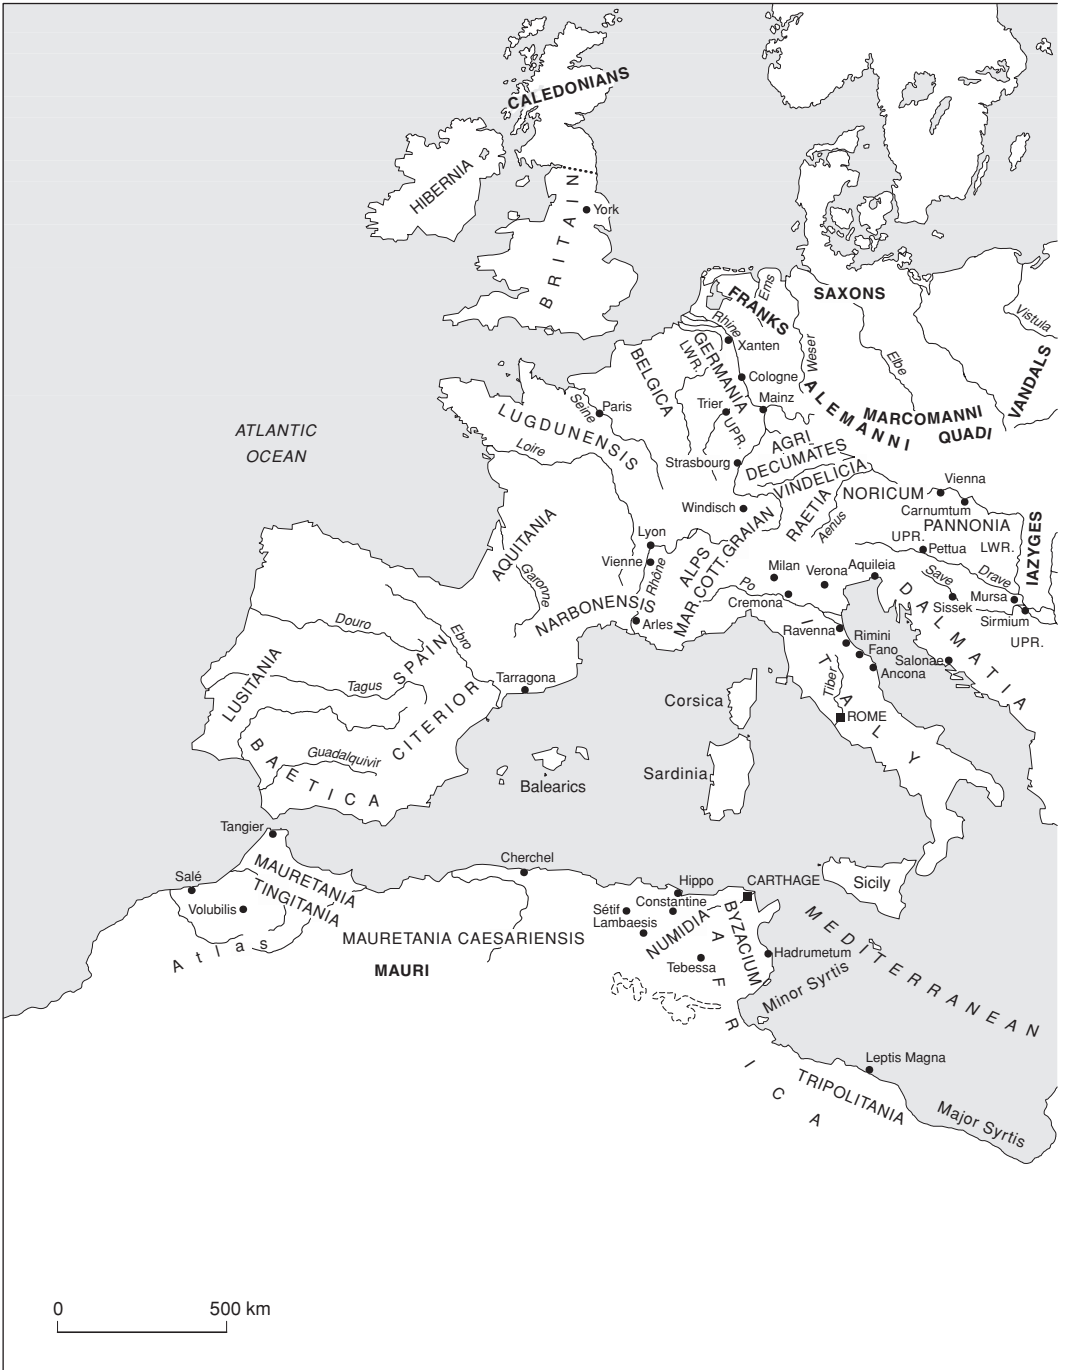 CALEDONIANS
HIBERNIA
BRITAIN
York
SAXONS
FRANKS
Ems
Rhine
Weser
Elbe
Vistula
VANDALS
Xanten
GERMANIA
LWR.
BELGICA
Cologne
Mainz
Trier
UPR.
ALEMANNI
MARCOMANNI
QUADI
Seine
Paris
LUGDUNENSIS
Loire
ATLANTIC
OCEAN
AGRI
DECUMATES
Strasbourg
VINDELICIA
Windisch
RAETIA
Aenus
NORICUM
Vienna
Carnumtum
PANNONIA
UPR.
LWR.
IAZYGES
Pettua
AQUITANIA
Garonne
Lyon
Vienne
Rhône
ALPS
MAR.COTT.GRAIAN
NARBONENSIS
Arles
Milan
Verona
Aquileia
Po
Cremona
Save
Drave
Sissek
Mursa
Sirmium
UPR.
DALMATIA
Salonae
Ravenna
Rimini
Fano
Ancona
ITALY
Tiber
ROME
Douro
Ebro
SPAIN
CITERIOR
LUSITANIA
Tagus
Tarragona
Guadalquivir
BAETICA
Balearics
Corsica
Sardinia
Sicily
Tangier
Salé
Volubilis
MAURETANIA
TINGITANIA
Atlas
Cherchel
MAURETANIA CAESARIENSIS
MAURI
Hippo
CARTHAGE
Constantine
Sétif
Lambaesis
NUMIDIA
BYZACIUM
Tebessa
Hadrumetum
AFRICA
MEDITERRANEAN
Minor Syrtis
Leptis Magna
TRIPOLITANIA
Major Syrtis
0 500 km